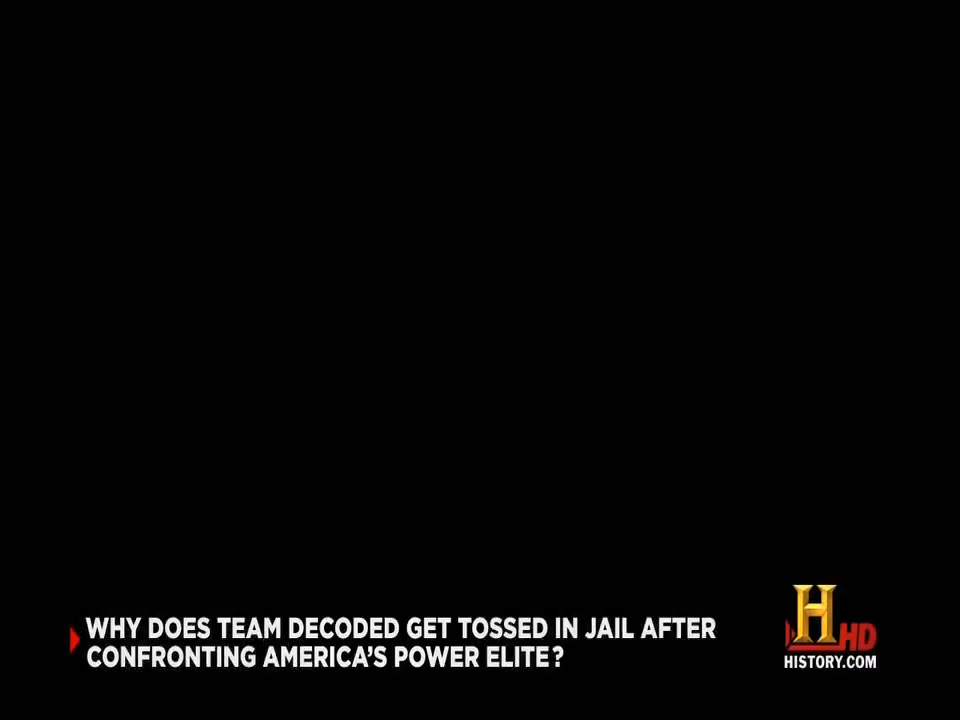 WHY DOES TEAM DECODED GET TOSSED IN JAIL AFTER
CONFRONTING AMERICA'S POWER ELITE?
H
HD
HISTORY.COM